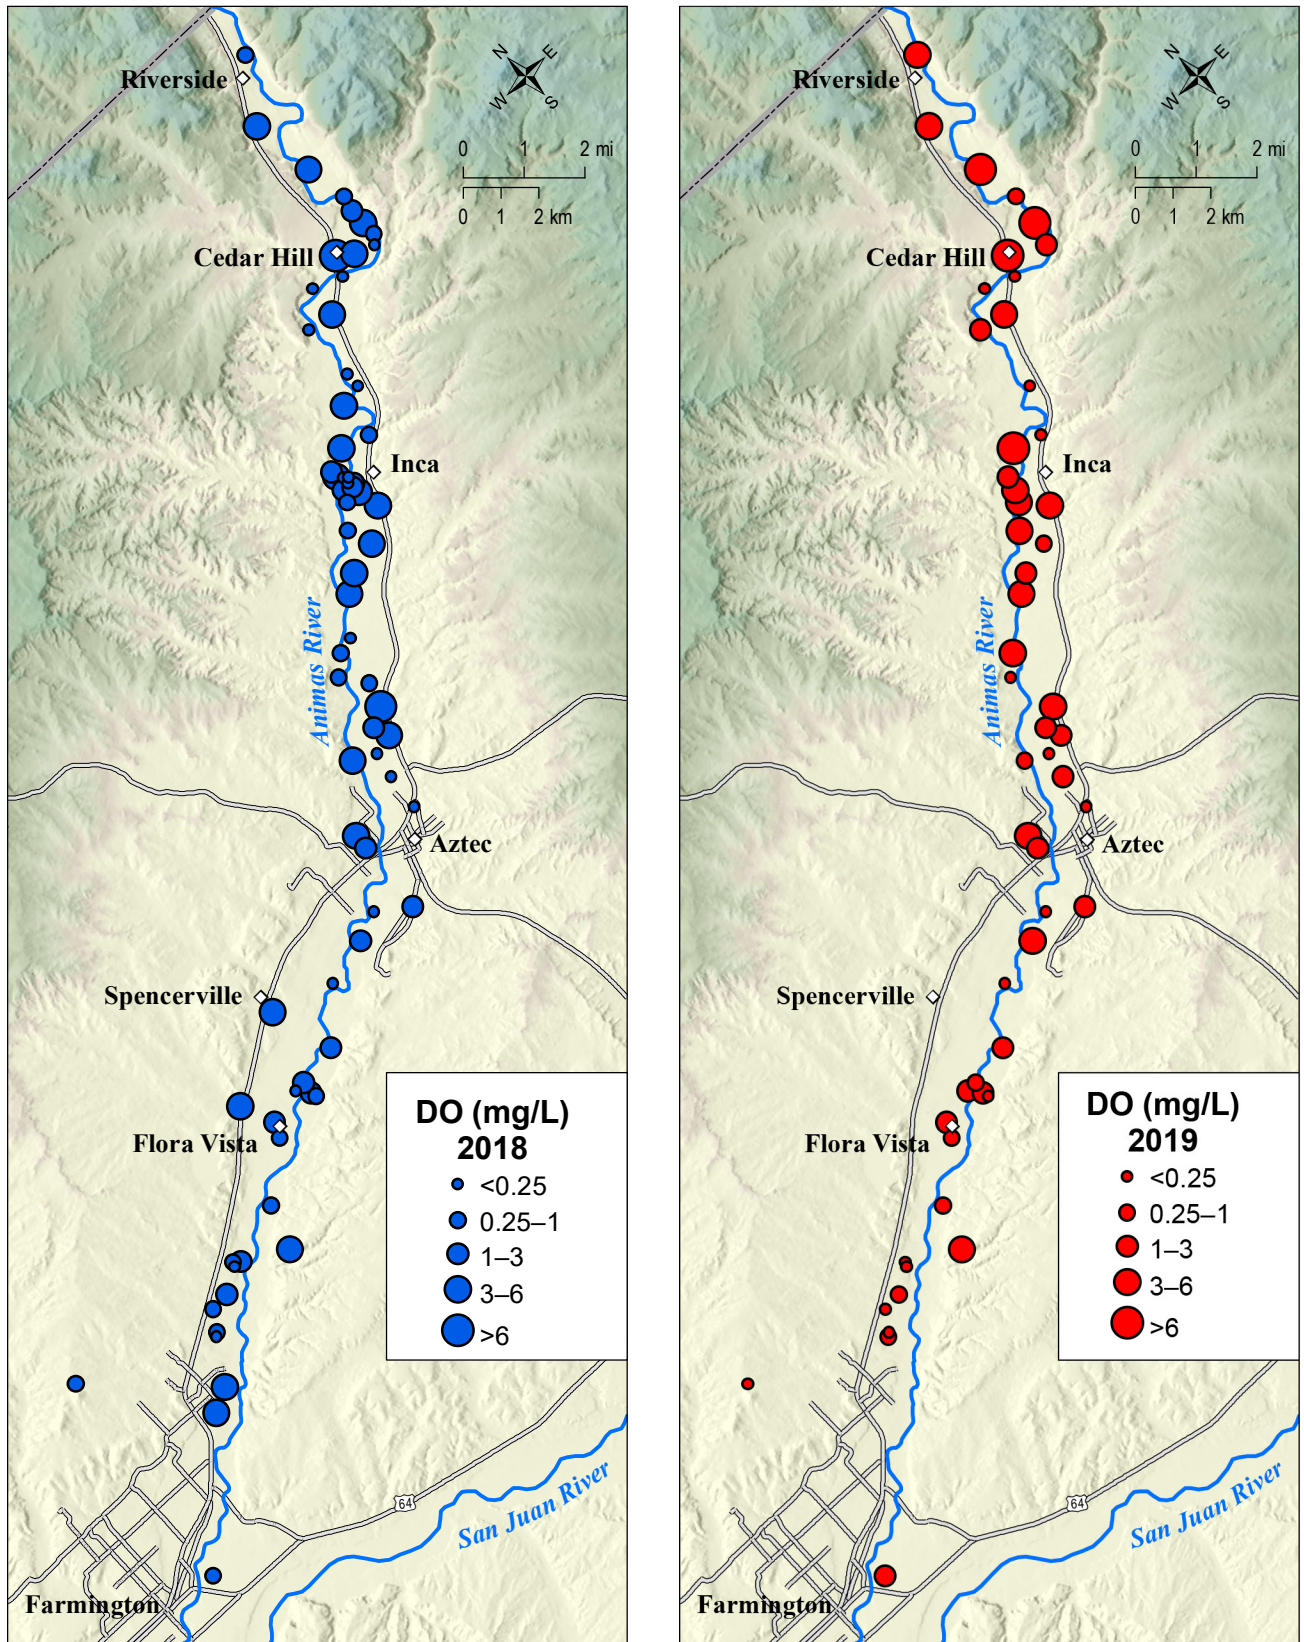 N
E
W
S
Riverside
0 1 2 mi
0 1 2 km
Cedar Hill
Inca
Animas River
Aztec
Spencerville
Flora Vista
DO (mg/L)
2018
<0.25
0.25–1
1–3
3–6
>6
64
San Juan River
Farmington
N
E
W
S
Riverside
0 1 2 mi
0 1 2 km
Cedar Hill
Inca
Animas River
Aztec
Spencerville
Flora Vista
DO (mg/L)
2019
<0.25
0.25–1
1–3
3–6
>6
64
San Juan River
Farmington